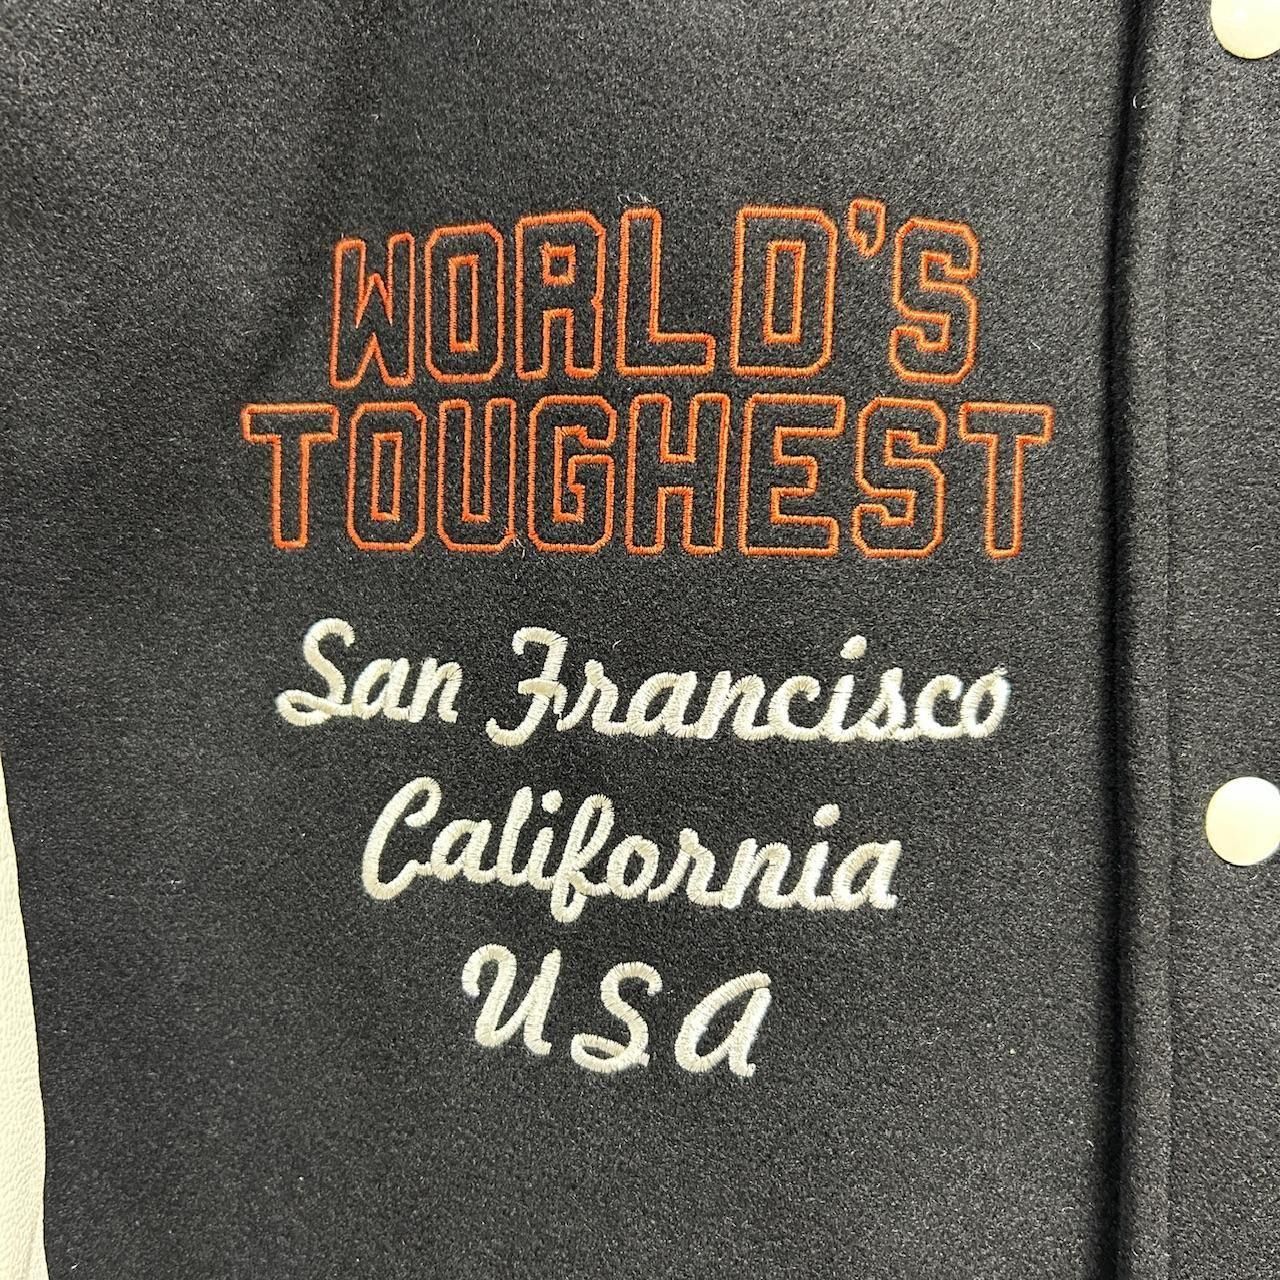 WORLD'S
TOUGHEST
San Francisco
California
USA